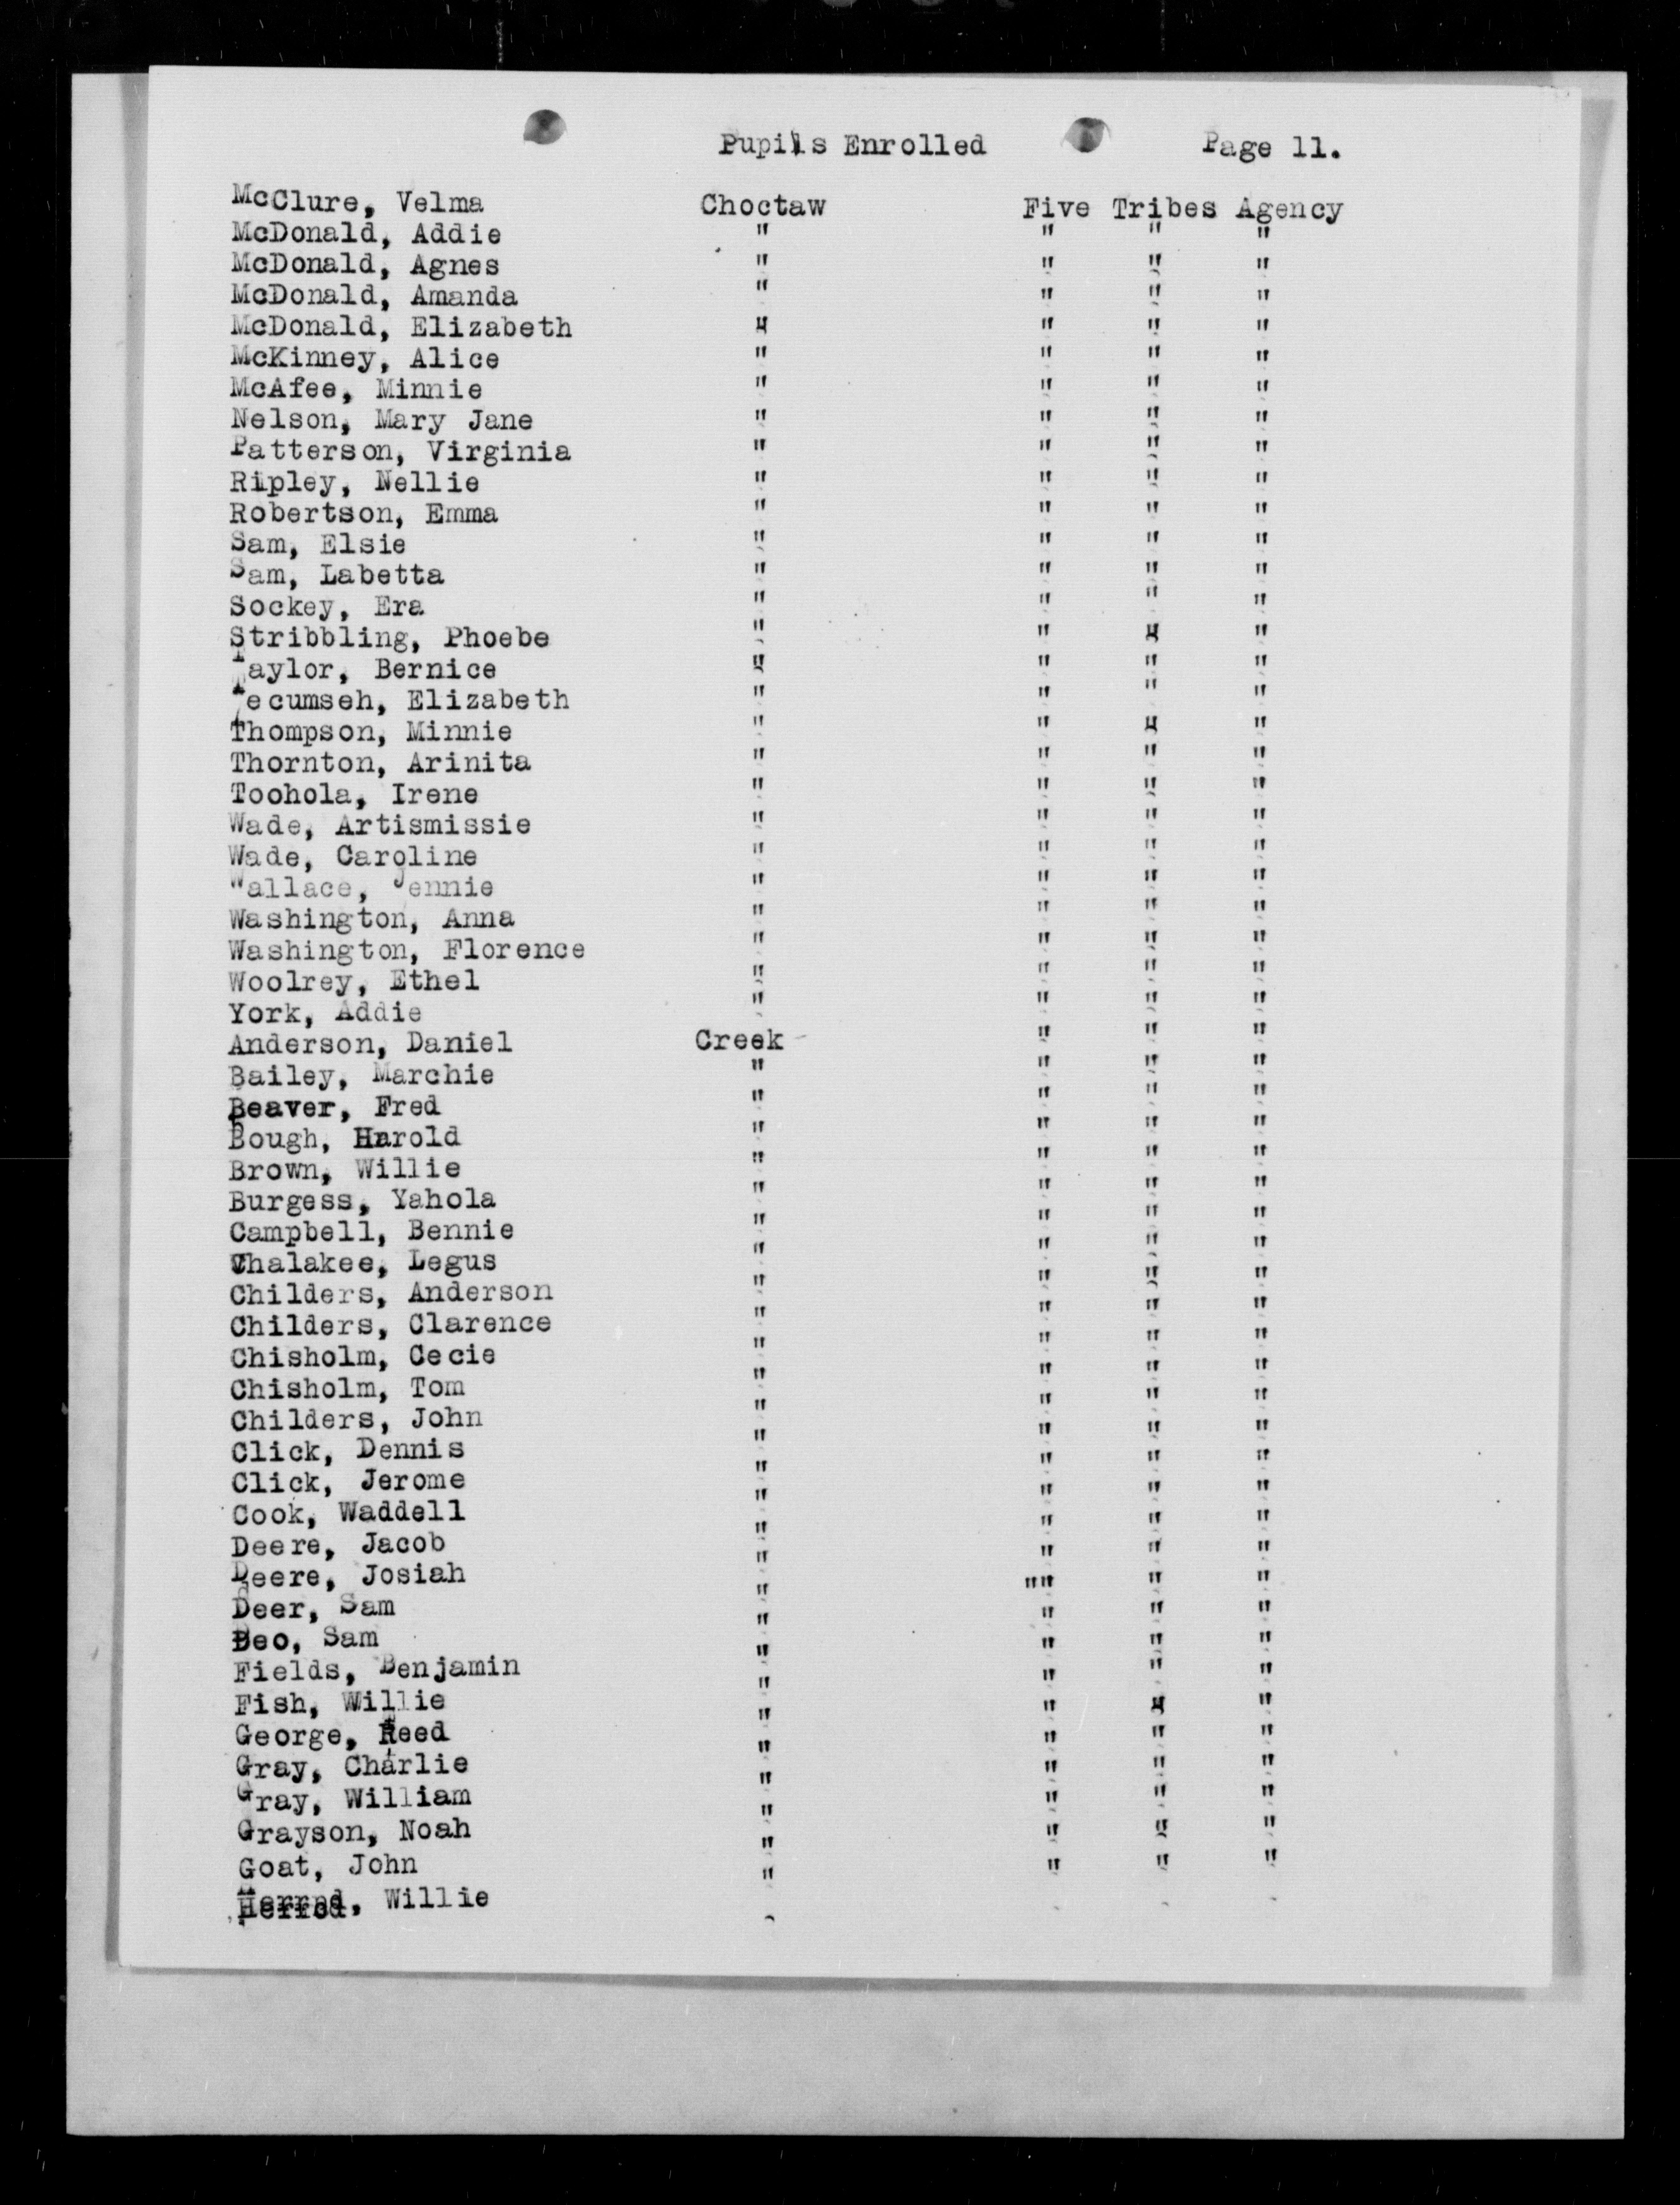 Pupils Enrolled Page 11.
McClure, Velma Choctaw Five Tribes Agency
McDonald, Addie " " " "
McDonald, Agnes " " " "
McDonald, Amanda " " " "
McDonald, Elizabeth " " " "
McKinney, Alice " " " "
McAfee, Minnie " " " "
Nelson, Mary Jane " " " "
Patterson, Virginia " " " "
Ripley, Nellie " " " "
Robertson, Emma " " " "
Sam, Elsie " " " "
Sam, Labetta " " " "
Sockey, Era " " " "
Stribbling, Phoebe " " " "
Taylor, Bernice " " " "
Tecumseh, Elizabeth " " " "
Thompson, Minnie " " " "
Thornton, Arinita " " " "
Toohola, Irene " " " "
Wade, Artismissie " " " "
Wade, Caroline " " " "
Wallace, Jennie " " " "
Washington, Anna " " " "
Washington, Florence " " " "
Woolrey, Ethel " " " "
York, Addie " " " "
Anderson, Daniel Creek " " "
Bailey, Marchie " " " "
Beaver, Fred " " " "
Bough, Harold " " " "
Brown, Willie " " " "
Burgess, Yahola " " " "
Campbell, Bennie " " " "
Chalakee, Legus " " " "
Childers, Anderson " " " "
Childers, Clarence " " " "
Chisholm, Cecie " " " "
Chisholm, Tom " " " "
Childers, John " " " "
Click, Dennis " " " "
Click, Jerome " " " "
Cook, Waddell " " " "
Deere, Jacob " " " "
Deere, Josiah " "" " "
Deer, Sam " " " "
Deo, Sam " " " "
Fields, Benjamin " " " "
Fish, Willie " " " "
George, Reed " " " "
Gray, Charlie " " " "
Gray, William " " " "
Grayson, Noah " " " "
Goat, John " " " "
Herrod, Willie "